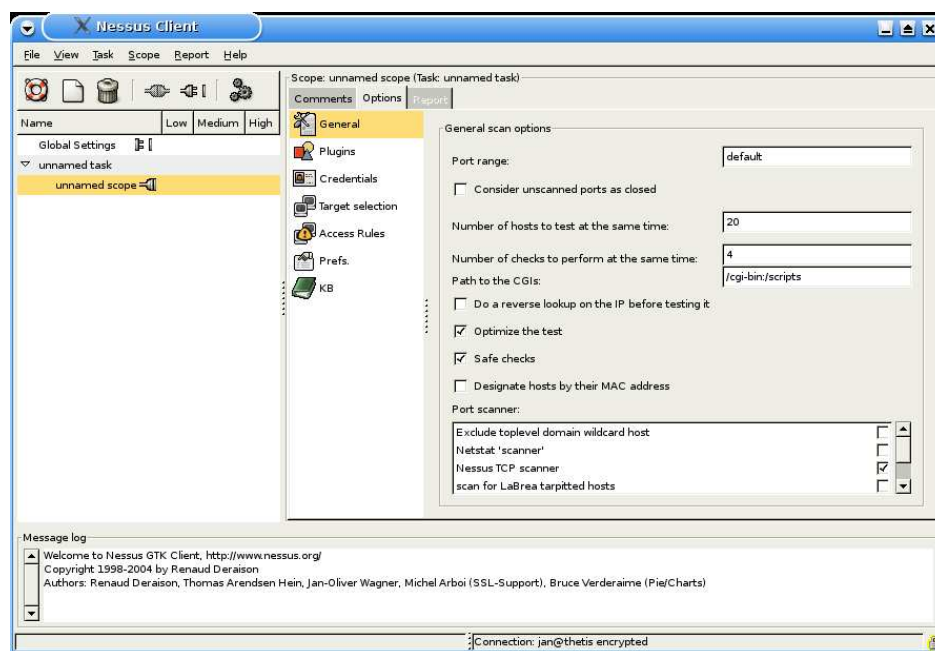 Nessus Client
File View Task Scope Report Help
Scope: unnamed scope (Task: unnamed task)
Comments Options Report
Name Low Medium High
Global Settings
unnamed task
unnamed scope
General
Plugins
Credentials
Target selection
Access Rules
Prefs.
KB
General scan options
Port range: default
Consider unscanned ports as closed
Number of hosts to test at the same time: 20
Number of checks to perform at the same time: 4
Path to the CGIs: /cgi-bin:/scripts
Do a reverse lookup on the IP before testing it
Optimize the test
Safe checks
Designate hosts by their MAC address
Port scanner:
Exclude toplevel domain wildcard host
Netstat 'scanner'
Nessus TCP scanner
scan for LaBrea tarpitted hosts
Message log
Welcome to Nessus GTK Client, http://www.nessus.org/
Copyright 1998-2004 by Renaud Deraison
Authors: Renaud Deraison, Thomas Arendsen Hein, Jan-Oliver Wagner, Michel Arboi (SSL-Support), Bruce Verderaime (Pie/Charts)
Connection: jan@thetis encrypted